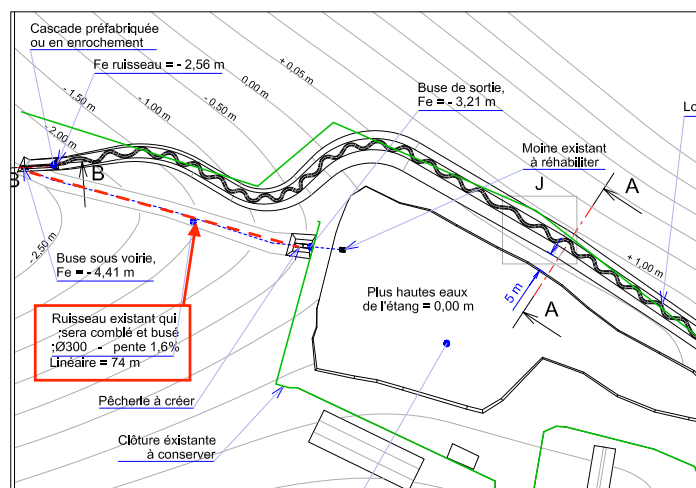 Cascade préfabriquée
ou en enrochement
Fe ruisseau = - 2,56 m
+ 0,05 m
0,00 m
- 0,50 m
- 1,00 m
- 1,50 m
- 2,00 m
- 2,50 m
Buse de sortie,
Fe = - 3,21 m
Moine existant
à réhabiliter
Lo
B
B
J
A
A
+ 1,00 m
5 m
Buse sous voirie,
Fe = - 4,41 m
Plus hautes eaux
de l'étang = 0,00 m
Ruisseau existant qui
;sera comblé et busé
;Ø300 - pente 1,6%
Linéaire = 74 m
Pêcherie à créer
Clôture éxistante
à conserver